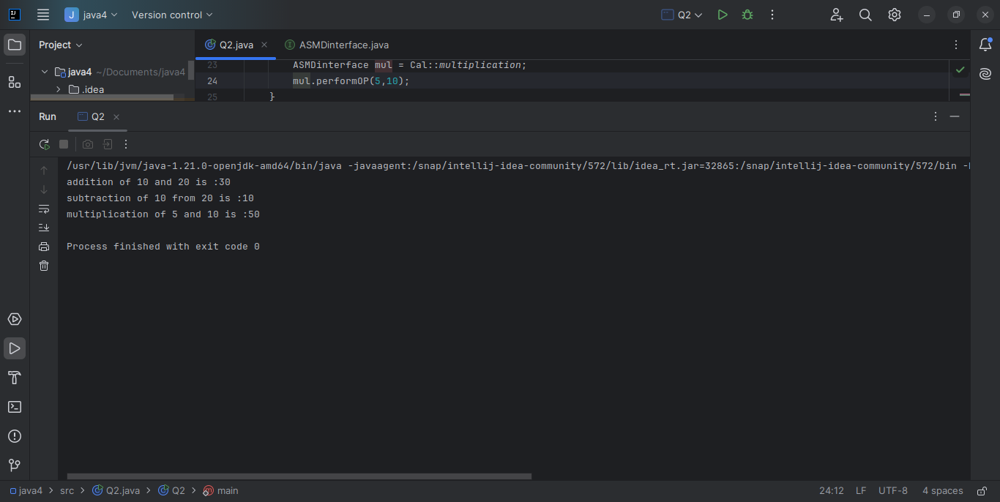 J java4 Version control Q2
Project Q2.java ASMDinterface.java
java4 ~/Documents/java4
.idea
23 ASMDinterface mul = Cal::multiplication;
24 mul.performOP(5,10);
25 }
Run Q2
/usr/lib/jvm/java-1.21.0-openjdk-amd64/bin/java -javaagent:/snap/intellij-idea-community/572/lib/idea_rt.jar=32865:/snap/intellij-idea-community/572/bin
addition of 10 and 20 is :30
subtraction of 10 from 20 is :10
multiplication of 5 and 10 is :50
Process finished with exit code 0
java4 > src > Q2.java > Q2 > m main 24:12 LF UTF-8 4 spaces